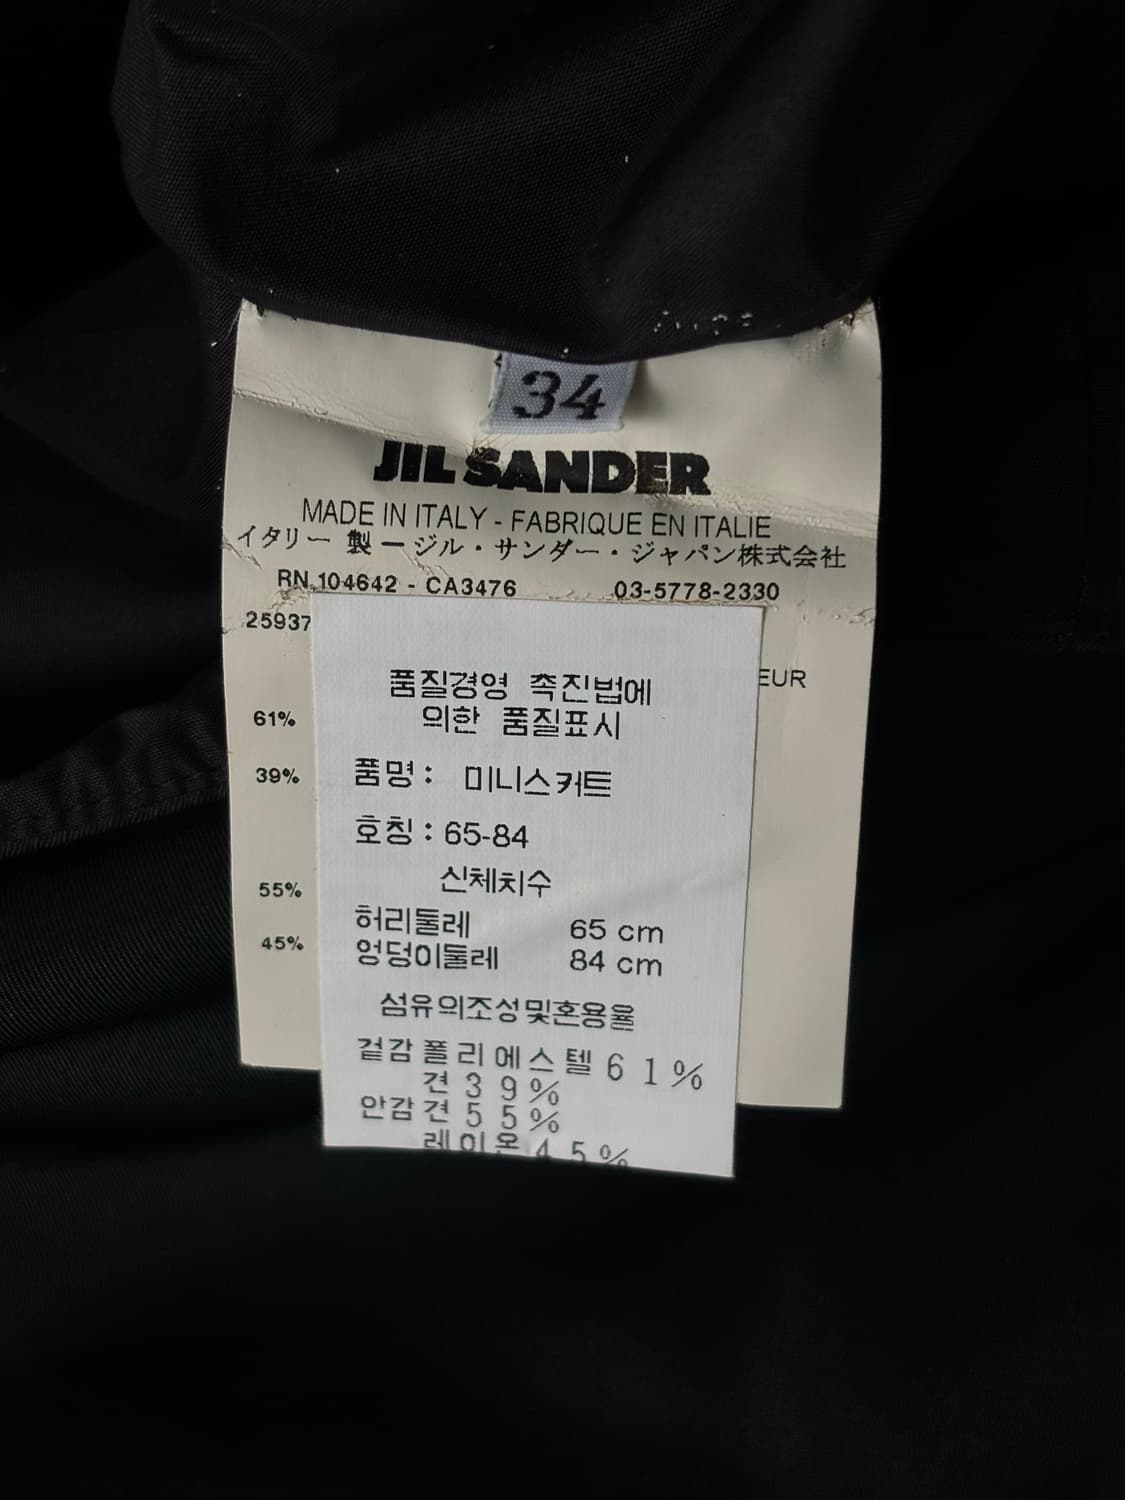 34
JIL SANDER
MADE IN ITALY - FABRIQUE EN ITALIE
イタリー 製 ー ジル・サンダー・ジャパン株式会社
RN 104642 - CA3476 03-5778-2330
25937
EUR
61%
39%
55%
45%
품질경영 촉진법에
의한 품질표시
품명 : 미니스커트
호칭 : 65-84
신체치수
허리둘레 65 cm
엉덩이둘레 84 cm
섬유의조성및혼용율
겉감 폴리에스텔 61%
견 39%
안감 견 55%
레이온 45%